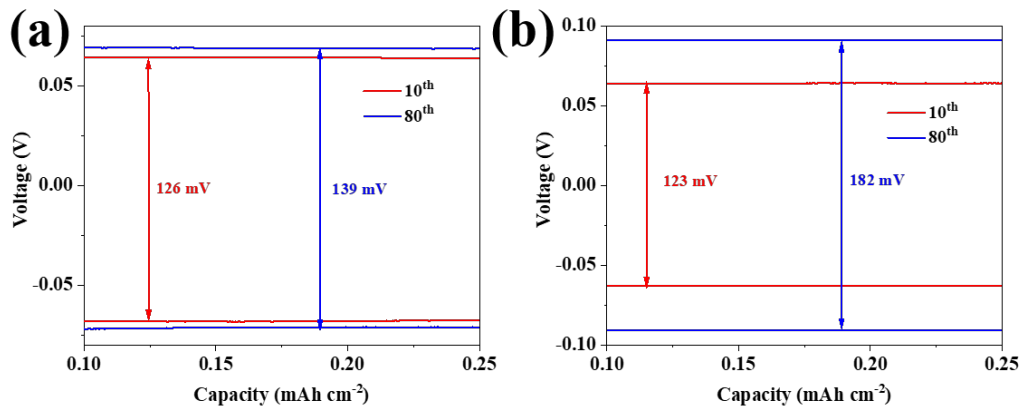 (a)
0.05
0.00
-0.05
Voltage (V)
10th
80th
126 mV
139 mV
0.10
0.15
0.20
0.25
Capacity (mAh cm-2)
(b)
0.10
0.05
0.00
-0.05
-0.10
Voltage (V)
10th
80th
123 mV
182 mV
0.10
0.15
0.20
0.25
Capacity (mAh cm-2)